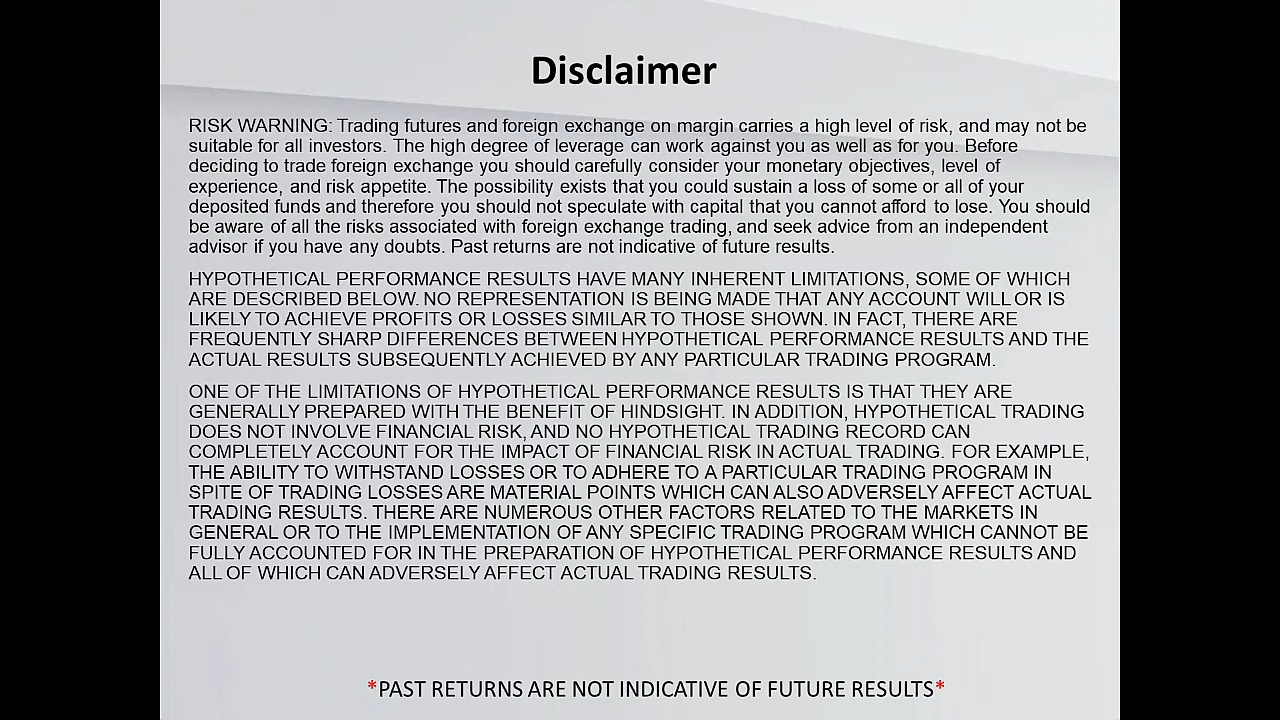 Disclaimer
RISK WARNING: Trading futures and foreign exchange on margin carries a high level of risk, and may not be
suitable for all investors. The high degree of leverage can work against you as well as for you. Before
deciding to trade foreign exchange you should carefully consider your monetary objectives, level of
experience, and risk appetite. The possibility exists that you could sustain a loss of some or all of your
deposited funds and therefore you should not speculate with capital that you cannot afford to lose. You should
be aware of all the risks associated with foreign exchange trading, and seek advice from an independent
advisor if you have any doubts. Past returns are not indicative of future results.
HYPOTHETICAL PERFORMANCE RESULTS HAVE MANY INHERENT LIMITATIONS, SOME OF WHICH
ARE DESCRIBED BELOW. NO REPRESENTATION IS BEING MADE THAT ANY ACCOUNT WILL OR IS
LIKELY TO ACHIEVE PROFITS OR LOSSES SIMILAR TO THOSE SHOWN. IN FACT, THERE ARE
FREQUENTLY SHARP DIFFERENCES BETWEEN HYPOTHETICAL PERFORMANCE RESULTS AND THE
ACTUAL RESULTS SUBSEQUENTLY ACHIEVED BY ANY PARTICULAR TRADING PROGRAM.
ONE OF THE LIMITATIONS OF HYPOTHETICAL PERFORMANCE RESULTS IS THAT THEY ARE
GENERALLY PREPARED WITH THE BENEFIT OF HINDSIGHT. IN ADDITION, HYPOTHETICAL TRADING
DOES NOT INVOLVE FINANCIAL RISK, AND NO HYPOTHETICAL TRADING RECORD CAN
COMPLETELY ACCOUNT FOR THE IMPACT OF FINANCIAL RISK IN ACTUAL TRADING. FOR EXAMPLE,
THE ABILITY TO WITHSTAND LOSSES OR TO ADHERE TO A PARTICULAR TRADING PROGRAM IN
SPITE OF TRADING LOSSES ARE MATERIAL POINTS WHICH CAN ALSO ADVERSELY AFFECT ACTUAL
TRADING RESULTS. THERE ARE NUMEROUS OTHER FACTORS RELATED TO THE MARKETS IN
GENERAL OR TO THE IMPLEMENTATION OF ANY SPECIFIC TRADING PROGRAM WHICH CANNOT BE
FULLY ACCOUNTED FOR IN THE PREPARATION OF HYPOTHETICAL PERFORMANCE RESULTS AND
ALL OF WHICH CAN ADVERSELY AFFECT ACTUAL TRADING RESULTS.
*PAST RETURNS ARE NOT INDICATIVE OF FUTURE RESULTS*